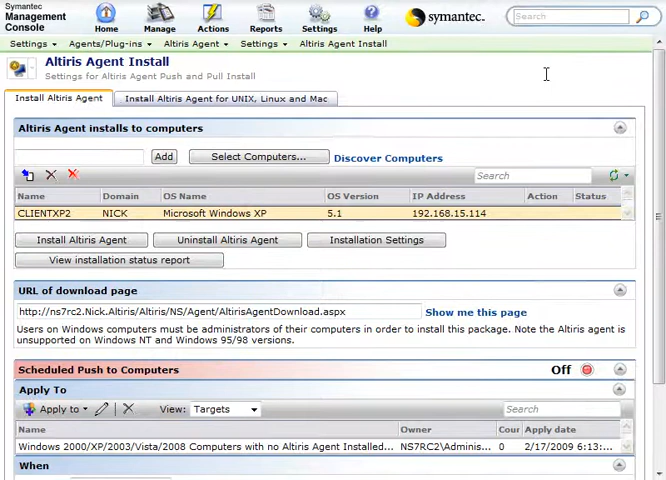 Symantec
Management
Console
Home Manage Actions Reports Settings Help
symantec.
Search
Settings Agents/Plug-ins Altiris Agent Settings Altiris Agent Install
Altiris Agent Install
Settings for Altiris Agent Push and Pull Install
Install Altiris Agent
Install Altiris Agent for UNIX, Linux and Mac
Altiris Agent installs to computers
Add Select Computers... Discover Computers
Search
Name Domain OS Name OS Version IP Address Action Status
CLIENTXP2 NICK Microsoft Windows XP 5.1 192.168.15.114
Install Altiris Agent Uninstall Altiris Agent Installation Settings
View installation status report
URL of download page
http://ns7rc2.Nick.Altiris/Altiris/NS/Agent/AltirisAgentDownload.aspx Show me this page
Users on Windows computers must be administrators of their computers in order to install this package. Note the Altiris agent is
unsupported on Windows NT and Windows 95/98 versions.
Scheduled Push to Computers Off
Apply To
Apply to View: Targets Search
Name Owner Cour Apply date
Windows 2000/XP/2003/Vista/2008 Computers with no Altiris Agent Installed... NS7RC2\Adminis... 0 2/17/2009 6:13:...
When